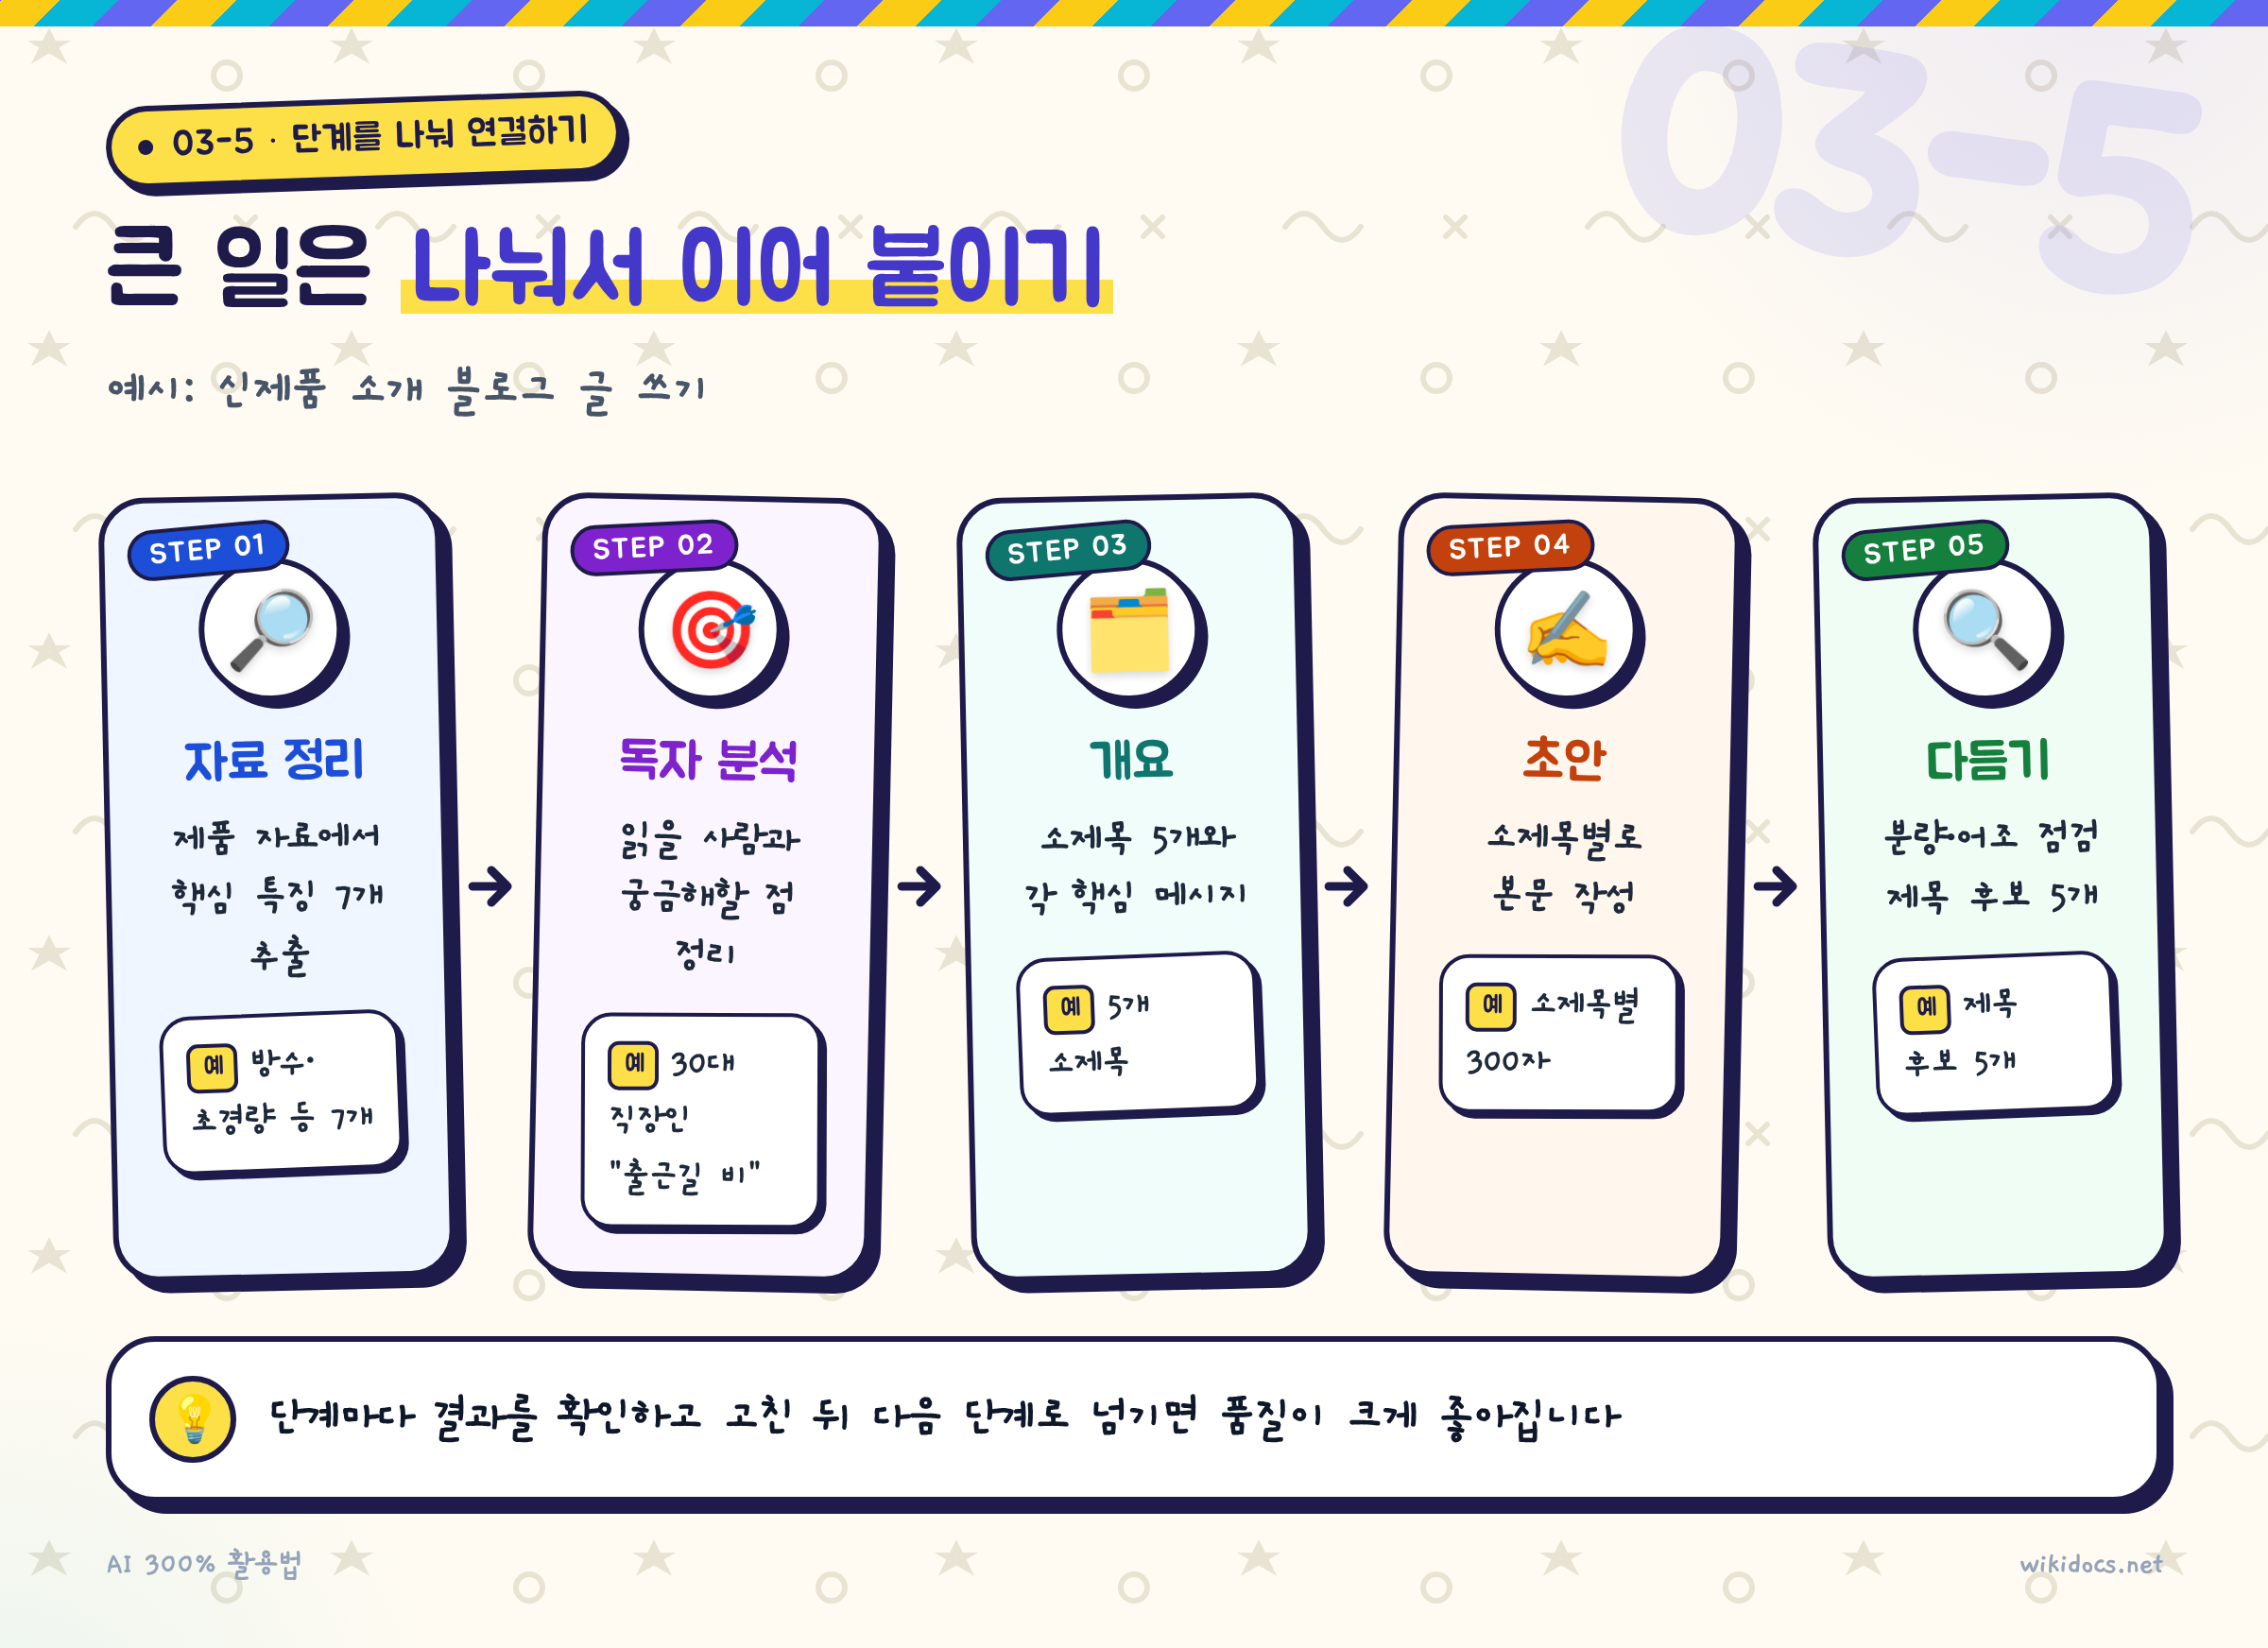 03-5
03-5 · 단계를 나눠 연결하기
큰 일은 나눠서 이어 붙이기
예시: 신제품 소개 블로그 글 쓰기
STEP 01
자료 정리
제품 자료에서
핵심 특징 7개
추출
예 방수·
초경량 등 7개
STEP 02
독자 분석
읽을 사람과
궁금해할 점
정리
예 30대
직장인
"출근길 비"
STEP 03
개요
소제목 5개와
각 핵심 메시지
예 5개
소제목
STEP 04
초안
소제목별로
본문 작성
예 소제목별
300자
STEP 05
다듬기
분량·어조 점검
제목 후보 5개
예 제목
후보 5개
단계마다 결과를 확인하고 고친 뒤 다음 단계로 넘기면 품질이 크게 좋아집니다
AI 300% 활용법
wikidocs.net